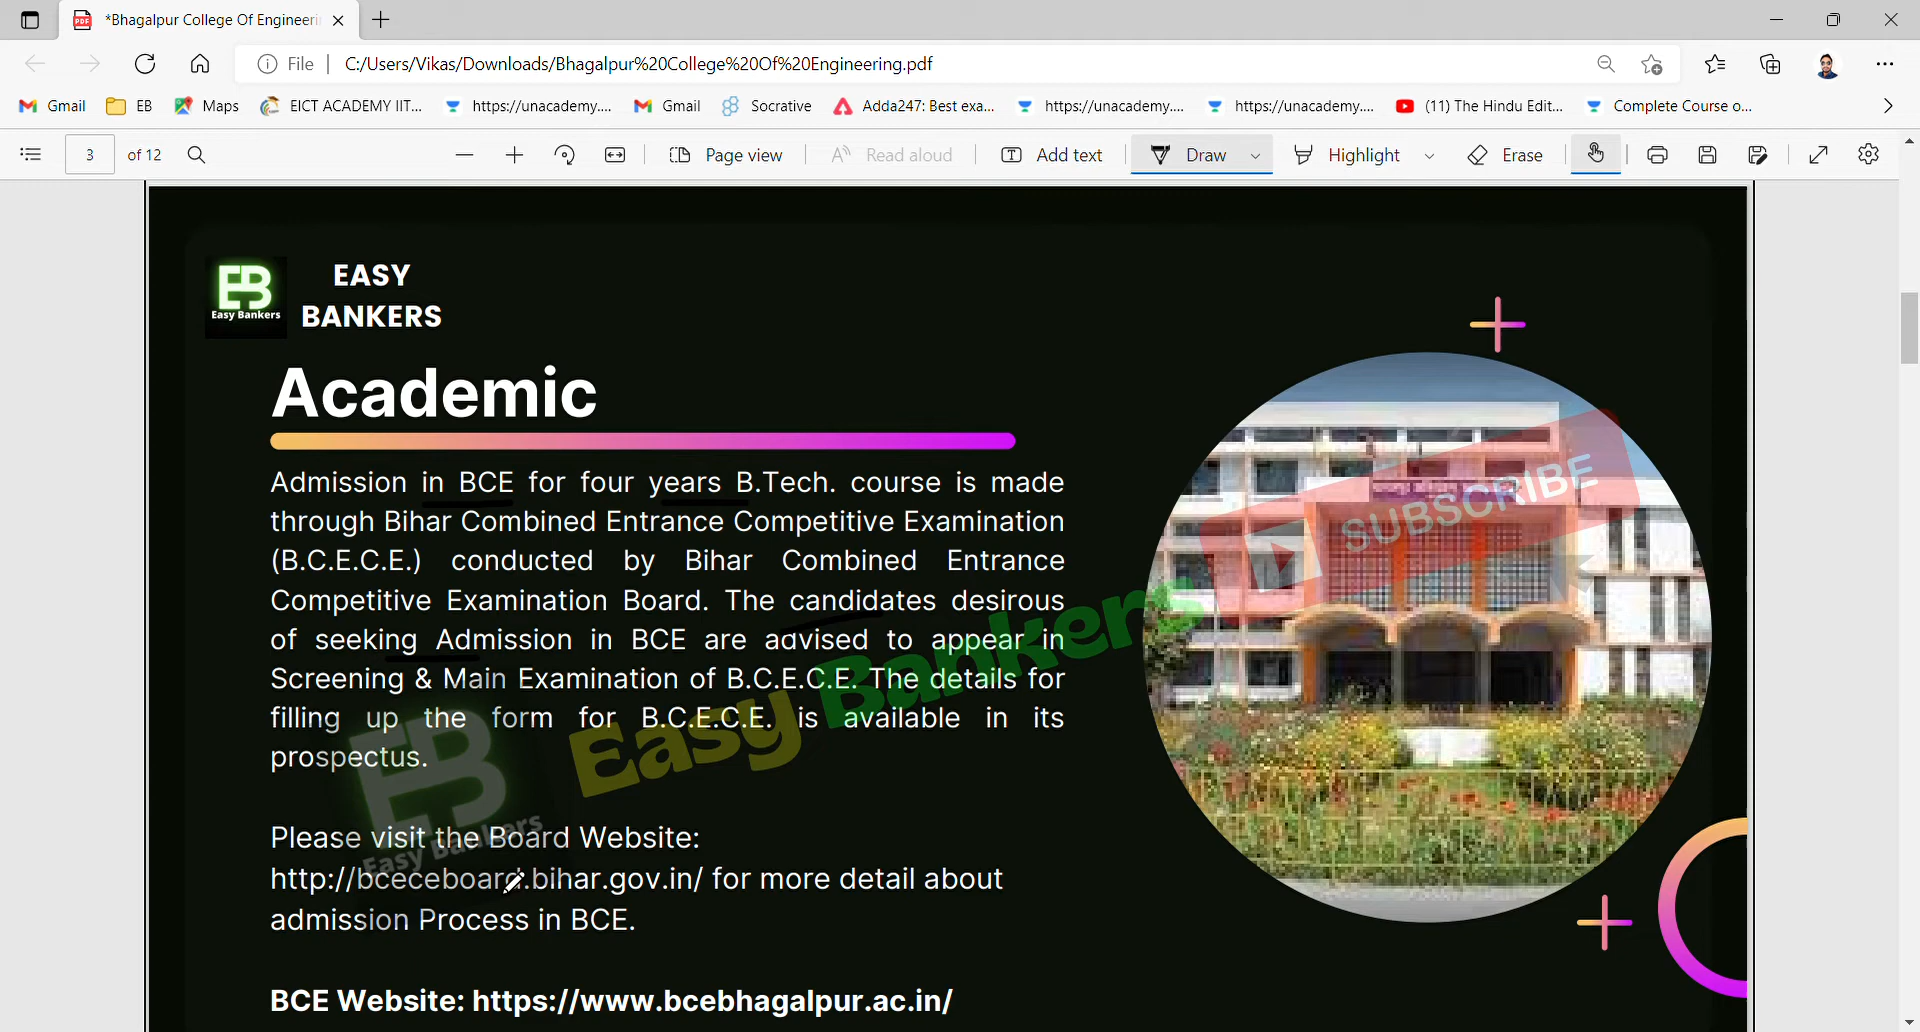 *Bhagalpur College Of Engineeri
File C:/Users/Vikas/Downloads/Bhagalpur%20College%20Of%20Engineering.pdf
Gmail EB Maps EICT ACADEMY IIT... https://unacademy.... Gmail Socrative Adda247: Best exa... https://unacademy.... https://unacademy.... (11) The Hindu Edit... Complete Course o...
3 of 12 Page view Read aloud Add text Draw Highlight Erase
EB
Easy Bankers
EASY
BANKERS
Academic
Admission in BCE for four years B.Tech. course is made
through Bihar Combined Entrance Competitive Examination
(B.C.E.C.E.) conducted by Bihar Combined Entrance
Competitive Examination Board. The candidates desirous
of seeking Admission in BCE are advised to appear in
Screening & Main Examination of B.C.E.C.E. The details for
filling up the form for B.C.E.C.E. is available in its
prospectus.
Please visit the Board Website:
http://bceceboard.bihar.gov.in/ for more detail about
admission Process in BCE.
BCE Website: https://www.bcebhagalpur.ac.in/
SUBSCRIBE
Easy Bankers
EB
Easy Bankers